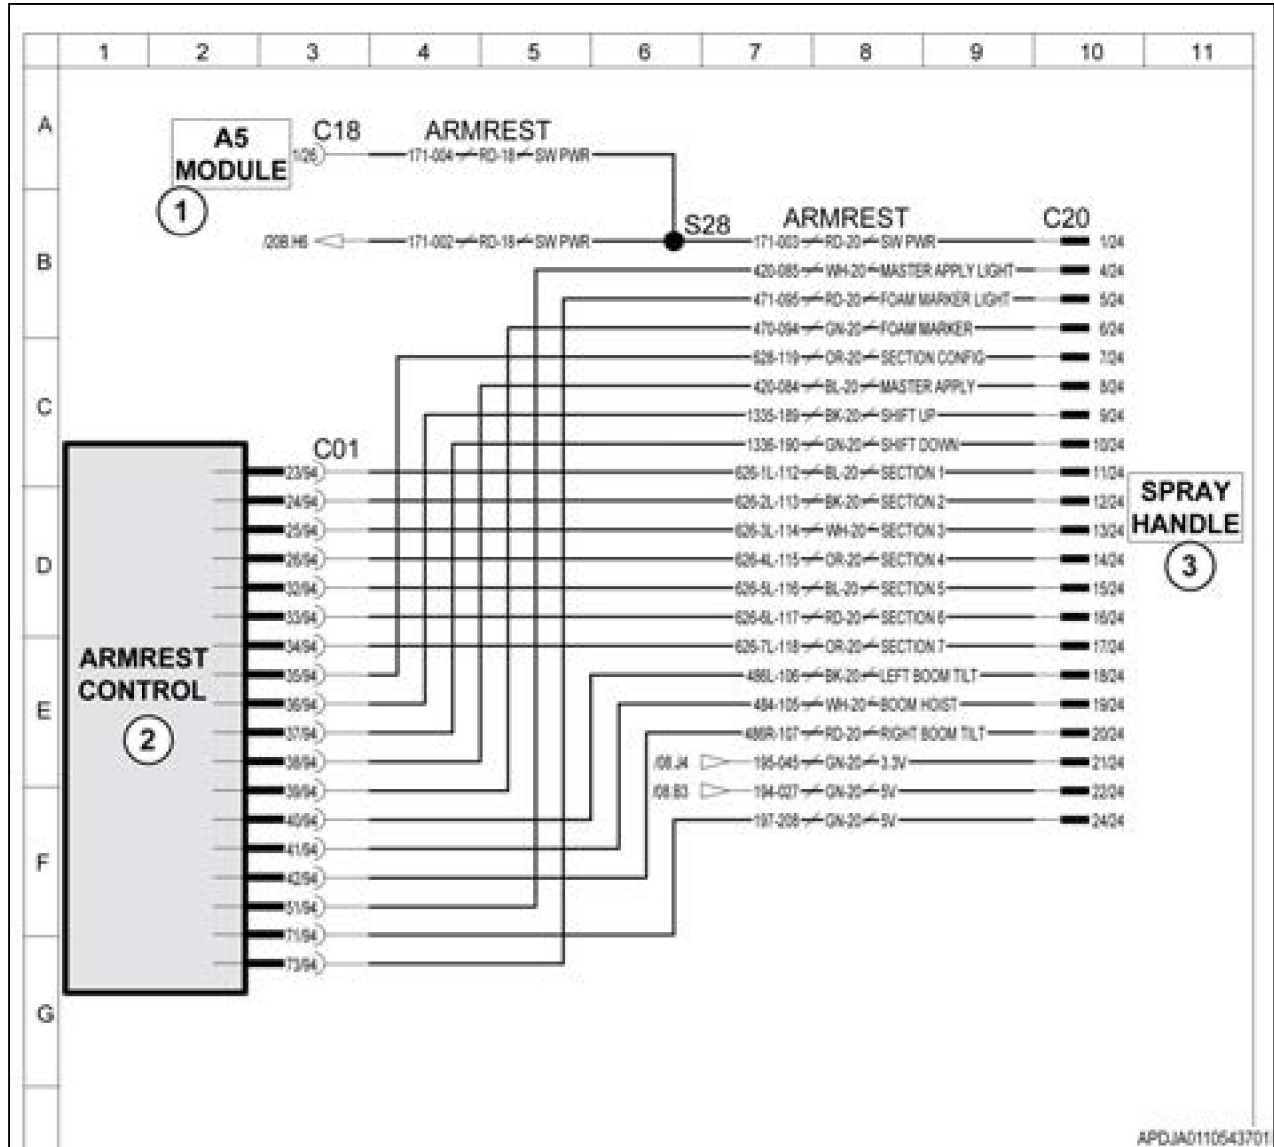 1 2 3 4 5 6 7 8 9 10 11
A
A5 MODULE
1
C18
1/26
ARMREST
171-004 RD-18 SW PWR
B
/20B.H6
171-002 RD-18 SW PWR
S28
ARMREST
C20
171-003 RD-20 SW PWR 1/24
420-085 WH-20 MASTER APPLY LIGHT 4/24
471-095 RD-20 FOAM MARKER LIGHT 5/24
470-094 GN-20 FOAM MARKER 6/24
C
628-119 OR-20 SECTION CONFIG 7/24
420-084 BL-20 MASTER APPLY 8/24
1335-189 BK-20 SHIFT UP 9/24
1336-190 GN-20 SHIFT DOWN 10/24
C01
23/94 626-1L-112 BL-20 SECTION 1 11/24
D
24/94 626-2L-113 BK-20 SECTION 2 12/24
25/94 626-3L-114 WH-20 SECTION 3 13/24
26/94 626-4L-115 OR-20 SECTION 4 14/24
32/94 626-5L-116 BL-20 SECTION 5 15/24
33/94 626-6L-117 RD-20 SECTION 6 16/24
SPRAY
HANDLE
3
E
34/94 626-7L-118 OR-20 SECTION 7 17/24
35/94 486L-106 BK-20 LEFT BOOM TILT 18/24
36/94 484-105 WH-20 BOOM HOIST 19/24
37/94 486R-107 RD-20 RIGHT BOOM TILT 20/24
38/94 /08.J4 195-045 GN-20 3.3V 21/24
39/94 /08.B3 194-027 GN-20 5V 22/24
ARMREST
CONTROL
2
F
40/94 197-208 GN-20 5V 24/24
41/94
42/94
51/94
71/94
G
73/94
APDJA0110543701